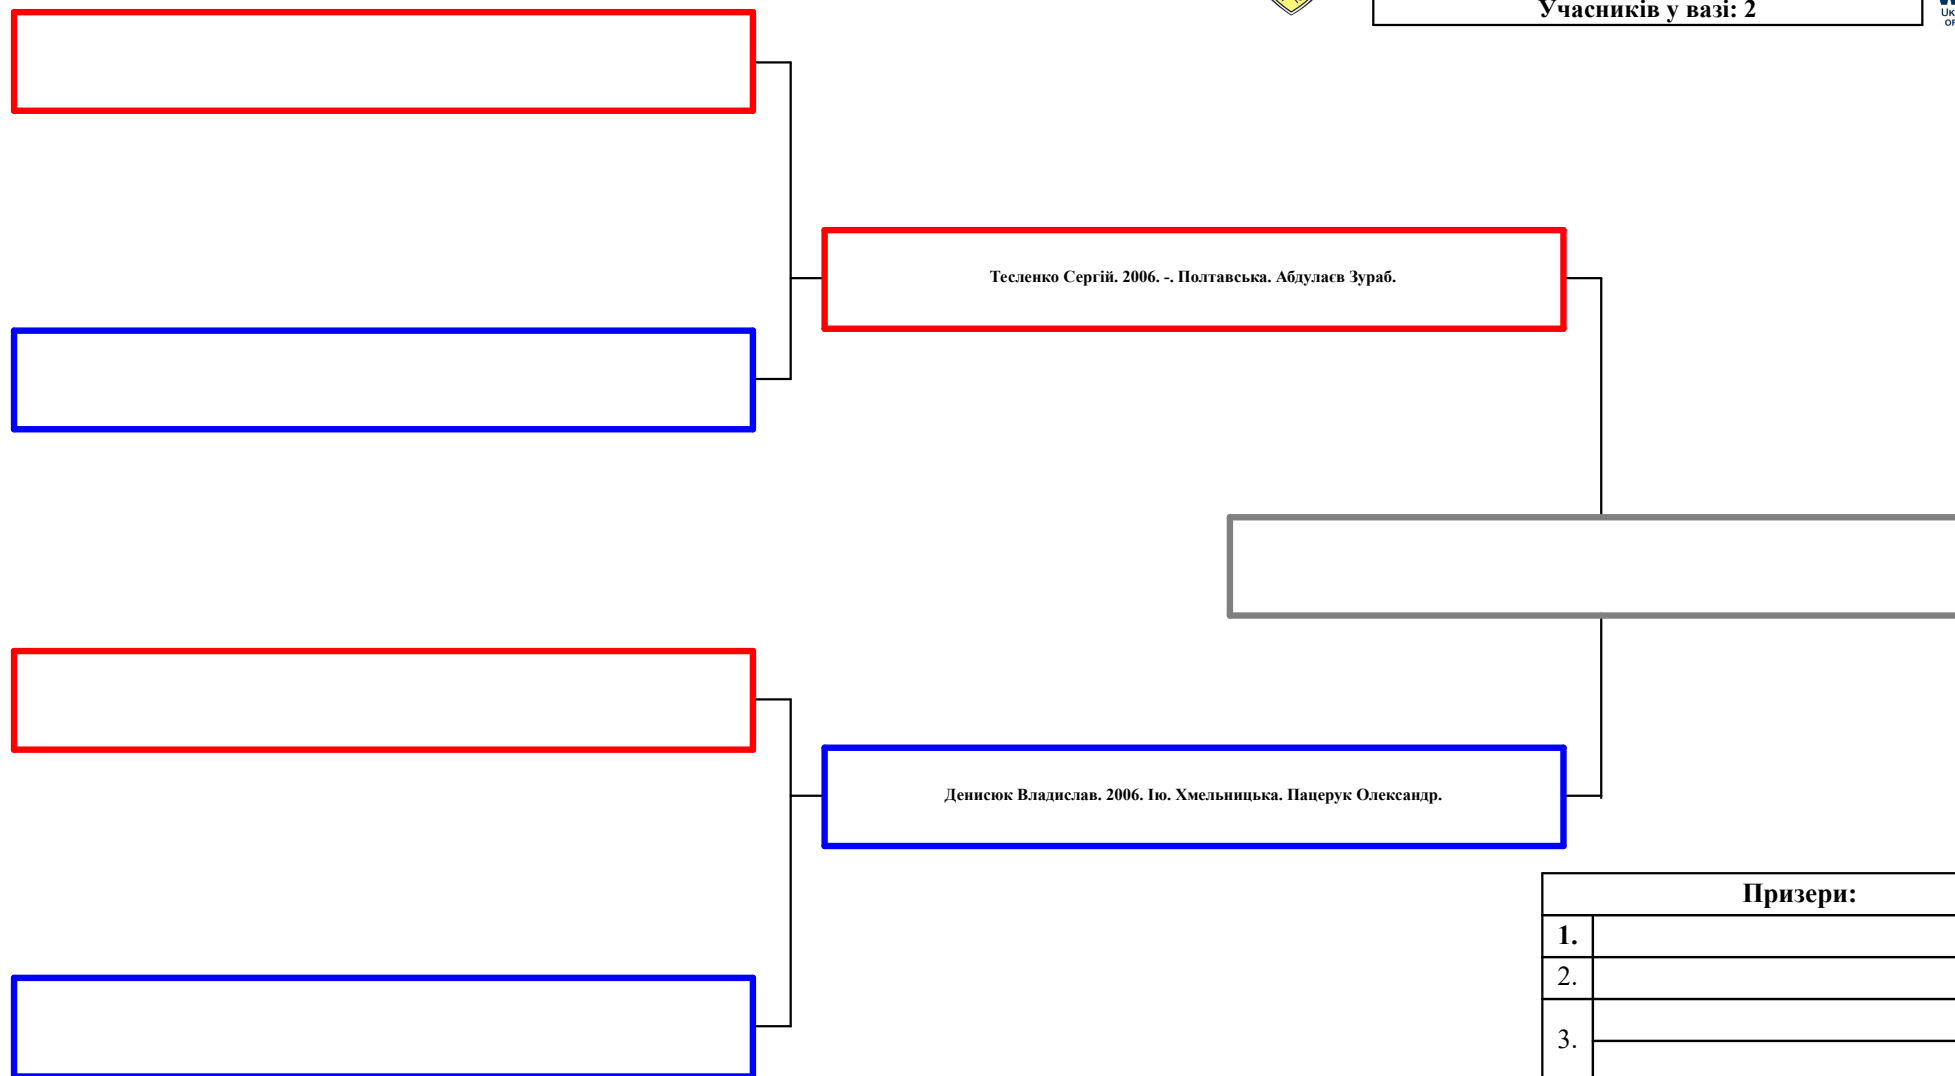 Учасників у вазі: 2
Тесленко Сергій. 2006. -. Полтавська. Абдулаєв Зураб.
Денисюк Владислав. 2006. Ію. Хмельницька. Пацерук Олександр.
Призери:
1.
2.
3.